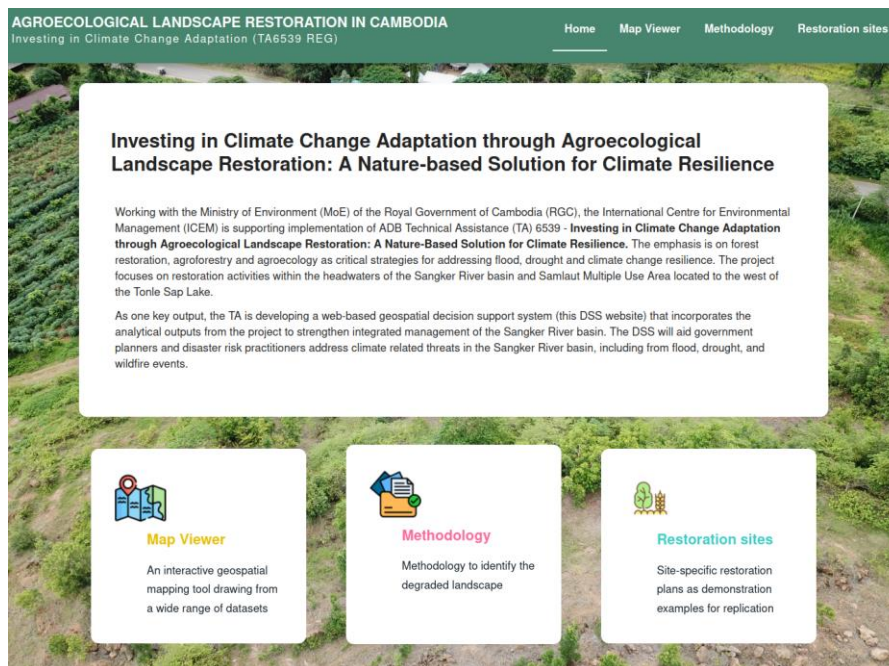 AGROECOLOGICAL LANDSCAPE RESTORATION IN CAMBODIA
Investing in Climate Change Adaptation (TA6539 REG)
Home Map Viewer Methodology Restoration sites
Investing in Climate Change Adaptation through Agroecological
Landscape Restoration: A Nature-based Solution for Climate Resilience
Working with the Ministry of Environment (MoE) of the Royal Government of Cambodia (RGC), the International Centre for Environmental
Management (ICEM) is supporting implementation of ADB Technical Assistance (TA) 6539 - Investing in Climate Change Adaptation
through Agroecological Landscape Restoration: A Nature-Based Solution for Climate Resilience. The emphasis is on forest
restoration, agroforestry and agroecology as critical strategies for addressing flood, drought and climate change resilience. The project
focuses on restoration activities within the headwaters of the Sangker River basin and Samlaut Multiple Use Area located to the west of
the Tonle Sap Lake.
As one key output, the TA is developing a web-based geospatial decision support system (this DSS website) that incorporates the
analytical outputs from the project to strengthen integrated management of the Sangker River basin. The DSS will aid government
planners and disaster risk practitioners address climate related threats in the Sangker River basin, including from flood, drought, and
wildfire events.
Map Viewer
An interactive geospatial
mapping tool drawing from
a wide range of datasets
Methodology
Methodology to identify the
degraded landscape
Restoration sites
Site-specific restoration
plans as demonstration
examples for replication